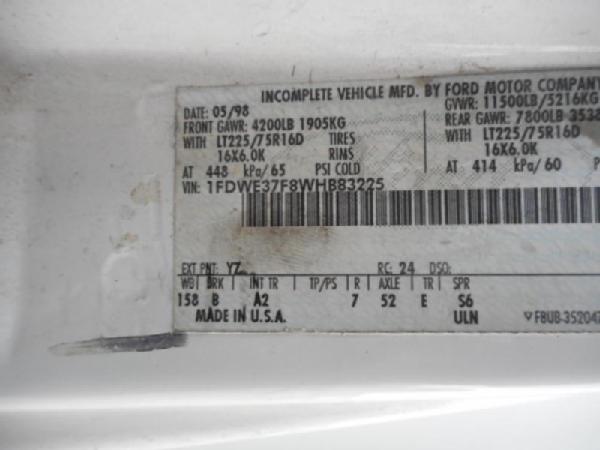 INCOMPLETE VEHICLE MFD. BY FORD MOTOR COMPANY
DATE: 05/98 GVWR: 11500LB/5216KG
FRONT GAWR: 4200LB 1905KG REAR GAWR: 7800LB 3538
WITH LT225/75R16D TIRES WITH LT225/75R16D
16X6.0K RINS 16X6.0K
AT 448 kPa/65 PSI COLD AT 414 kPa/60
VIN: 1FDWE37F8WHB83225
EXT PNT: YZ RC: 24 DSO:
WB BRK INT TR TP/PS R AXLE TR SPR
158 B A2 7 52 E S6
MADE IN U.S.A. ULN